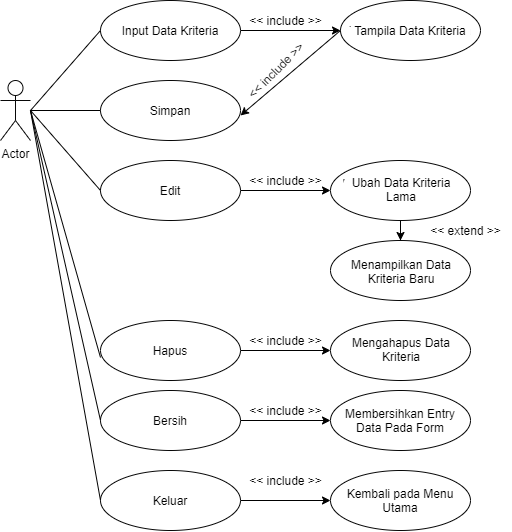 Input Data Kriteria
<< include >>
Tampila Data Kriteria
<< include >>
Simpan
Actor
Edit
<< include >>
Ubah Data Kriteria
Lama
<< extend >>
Menampilkan Data
Kriteria Baru
Hapus
<< include >>
Mengahapus Data
Kriteria
Bersih
<< include >>
Membersihkan Entry
Data Pada Form
Keluar
<< include >>
Kembali pada Menu
Utama